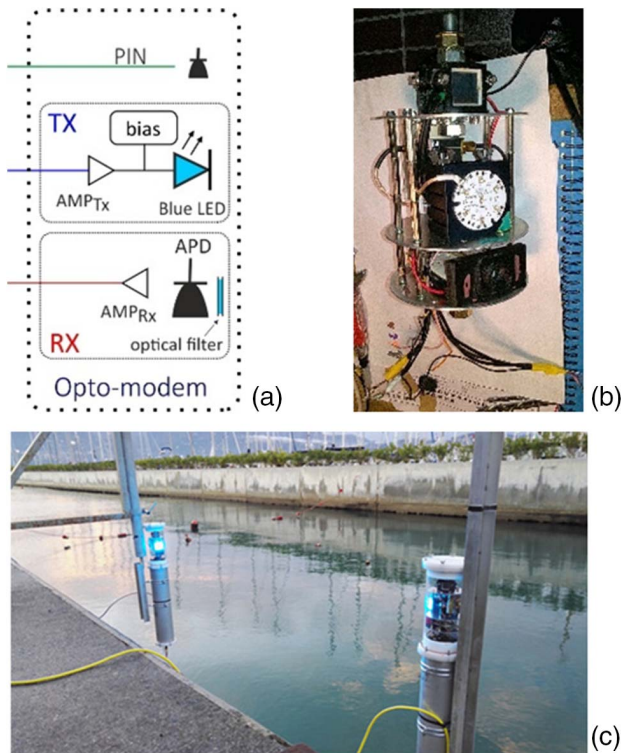 PIN
TX
bias
AMPTx
Blue LED
APD
AMPRx
optical filter
RX
Opto-modem
(a)
(b)
(c)